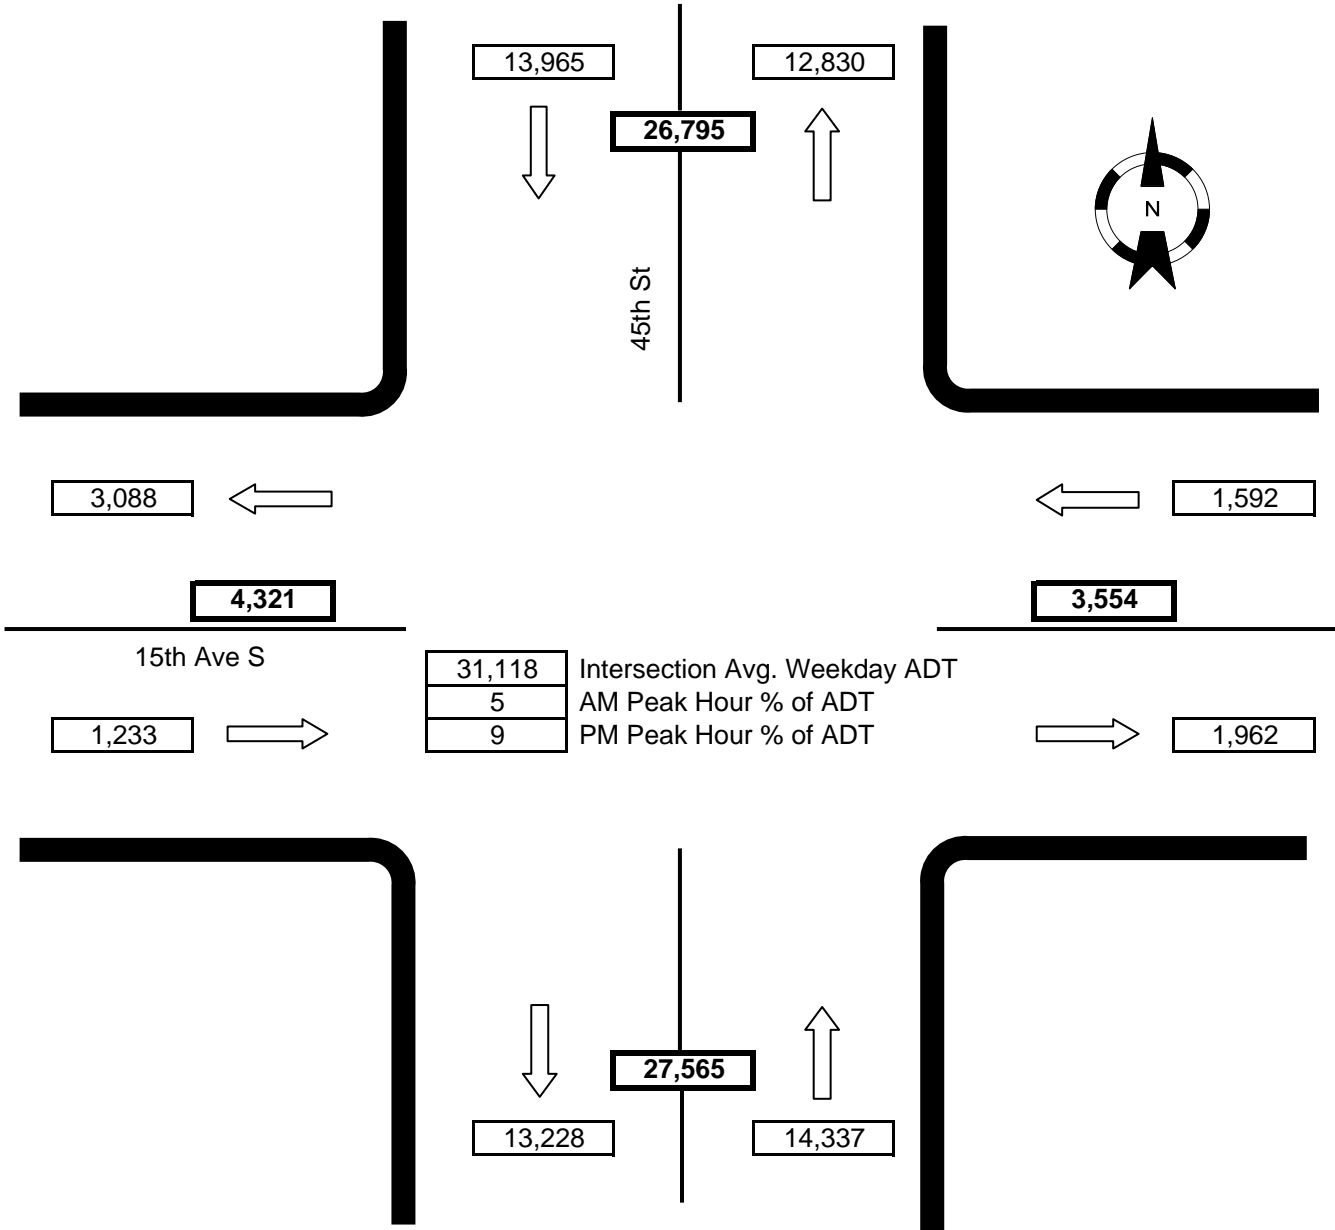 13,965
12,830
26,795
N
45th St
3,088
1,592
4,321
3,554
15th Ave S
31,118 Intersection Avg. Weekday ADT
5 AM Peak Hour % of ADT
9 PM Peak Hour % of ADT
1,233
1,962
27,565
13,228
14,337